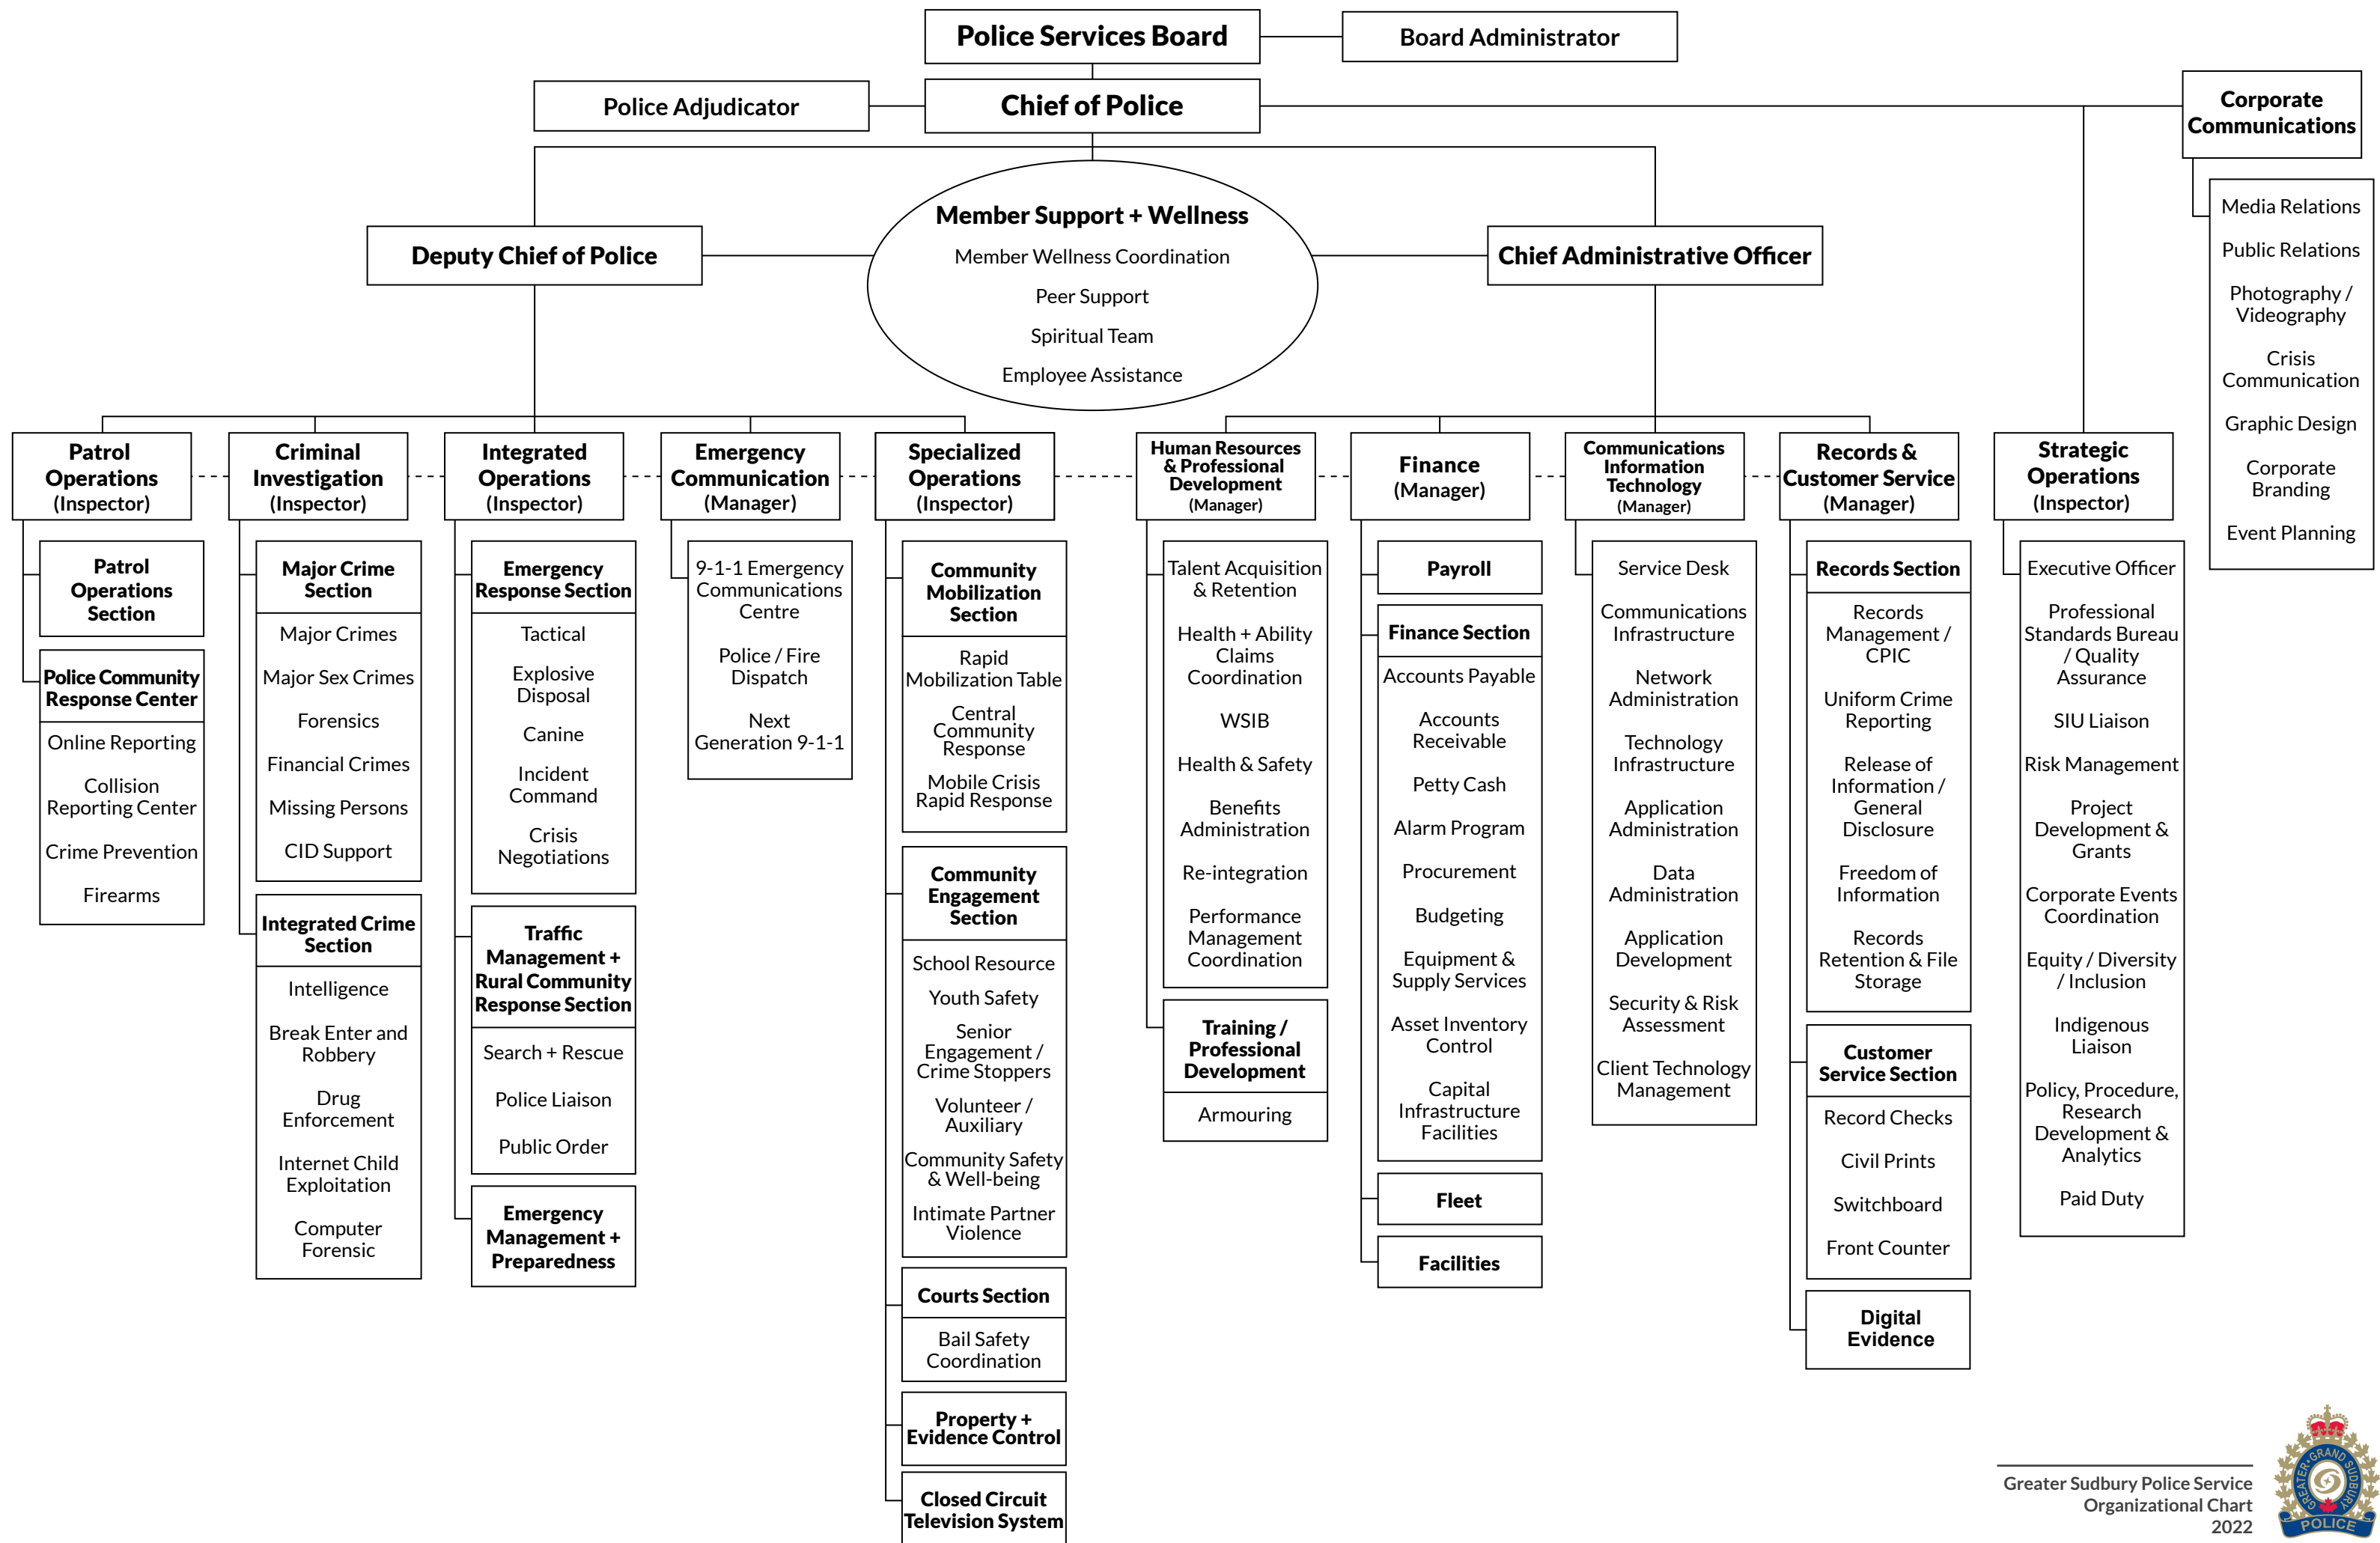 Police Services Board
Board Administrator
Police Adjudicator
Chief of Police
Corporate
Communications
Media Relations
Public Relations
Photography /
Videography
Crisis
Communication
Graphic Design
Corporate
Branding
Event Planning
Deputy Chief of Police
Member Support + Wellness
Member Wellness Coordination
Peer Support
Spiritual Team
Employee Assistance
Chief Administrative Officer
Patrol
Operations
(Inspector)
Patrol
Operations
Section
Police Community
Response Center
Online Reporting
Collision
Reporting Center
Crime Prevention
Firearms
Criminal
Investigation
(Inspector)
Major Crime
Section
Major Crimes
Major Sex Crimes
Forensics
Financial Crimes
Missing Persons
CID Support
Integrated Crime
Section
Intelligence
Break Enter and
Robbery
Drug
Enforcement
Internet Child
Exploitation
Computer
Forensic
Integrated
Operations
(Inspector)
Emergency
Response Section
Tactical
Explosive
Disposal
Canine
Incident
Command
Crisis
Negotiations
Traffic
Management +
Rural Community
Response Section
Search + Rescue
Police Liaison
Public Order
Emergency
Management +
Preparedness
Emergency
Communication
(Manager)
9-1-1 Emergency
Communications
Centre
Police / Fire
Dispatch
Next
Generation 9-1-1
Specialized
Operations
(Inspector)
Community
Mobilization
Section
Rapid
Mobilization Table
Central
Community
Response
Mobile Crisis
Rapid Response
Community
Engagement
Section
School Resource
Youth Safety
Senior
Engagement /
Crime Stoppers
Volunteer /
Auxiliary
Community Safety
& Well-being
Intimate Partner
Violence
Courts Section
Bail Safety
Coordination
Property +
Evidence Control
Closed Circuit
Television System
Human Resources
& Professional
Development
(Manager)
Talent Acquisition
& Retention
Health + Ability
Claims
Coordination
WSIB
Health & Safety
Benefits
Administration
Re-integration
Performance
Management
Coordination
Training /
Professional
Development
Armouring
Finance
(Manager)
Payroll
Finance Section
Accounts Payable
Accounts
Receivable
Petty Cash
Alarm Program
Procurement
Budgeting
Equipment &
Supply Services
Asset Inventory
Control
Capital
Infrastructure
Facilities
Fleet
Facilities
Communications
Information
Technology
(Manager)
Service Desk
Communications
Infrastructure
Network
Administration
Technology
Infrastructure
Application
Administration
Data
Administration
Application
Development
Security & Risk
Assessment
Client Technology
Management
Records &
Customer Service
(Manager)
Records Section
Records
Management /
CPIC
Uniform Crime
Reporting
Release of
Information /
General
Disclosure
Freedom of
Information
Records
Retention & File
Storage
Customer
Service Section
Record Checks
Civil Prints
Switchboard
Front Counter
Digital
Evidence
Strategic
Operations
(Inspector)
Executive Officer
Professional
Standards Bureau
/ Quality
Assurance
SIU Liaison
Risk Management
Project
Development &
Grants
Corporate Events
Coordination
Equity / Diversity
/ Inclusion
Indigenous
Liaison
Policy, Procedure,
Research
Development &
Analytics
Paid Duty
Greater Sudbury Police Service
Organizational Chart
2022
GREATER · GRAND SUDBURY
POLICE